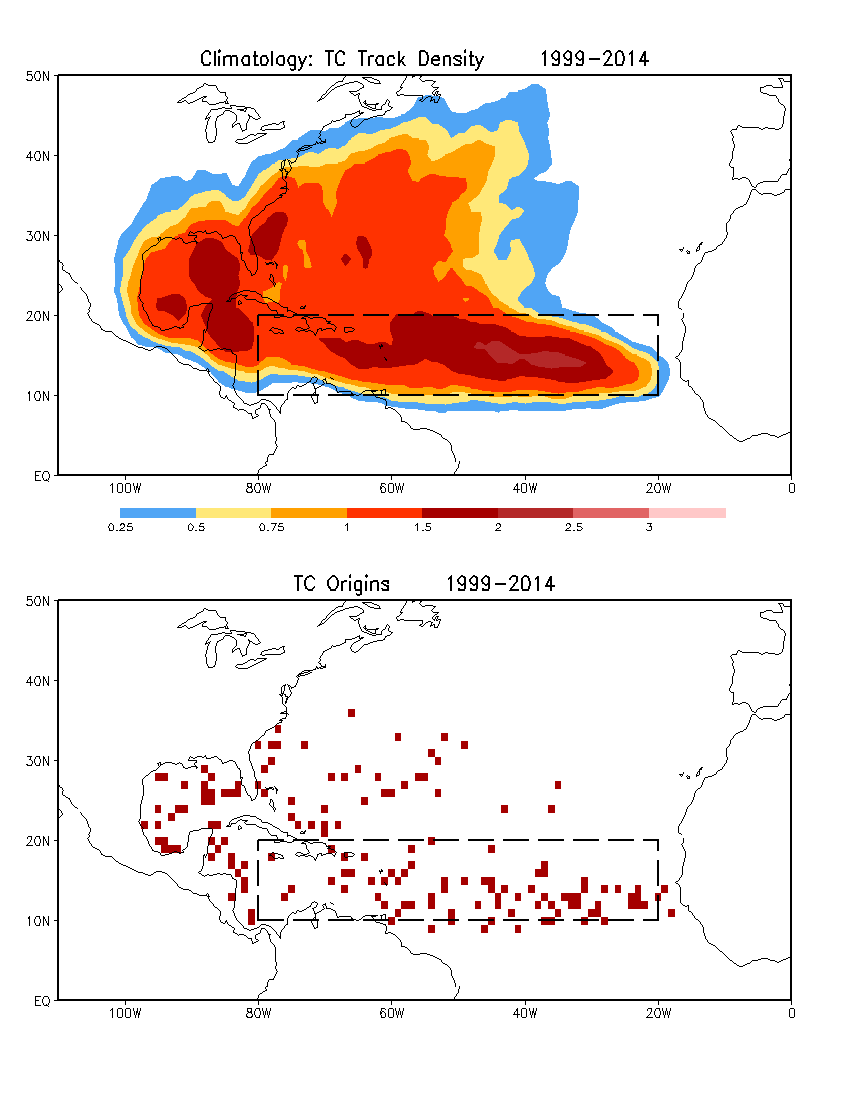 Climatology: TC Track Density 1999-2014
50N
40N
30N
20N
10N
EQ
100W 80W 60W 40W 20W 0
0.25 0.5 0.75 1 1.5 2 2.5 3
TC Origins 1999-2014
50N
40N
30N
20N
10N
EQ
100W 80W 60W 40W 20W 0